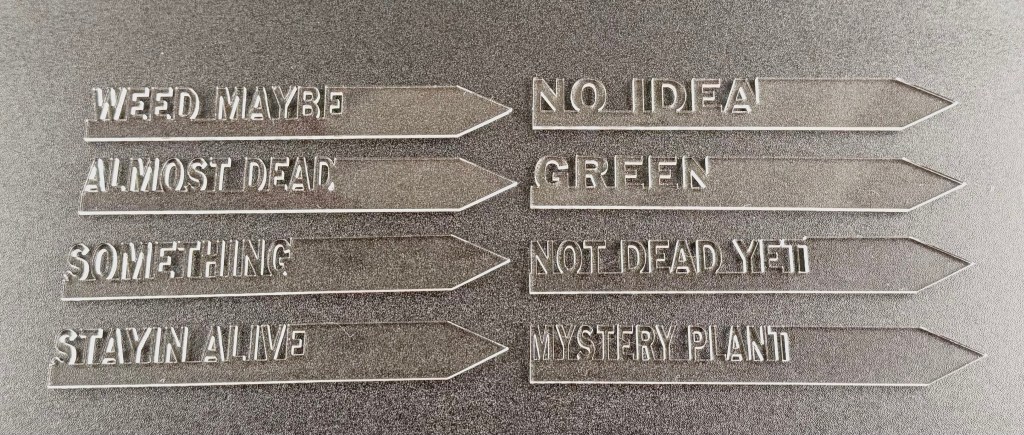 WEED MAYBE
NO IDEA
ALMOST DEAD
GREEN
SOMETHING
NOT DEAD YET
STAYIN ALIVE
MYSTERY PLANT